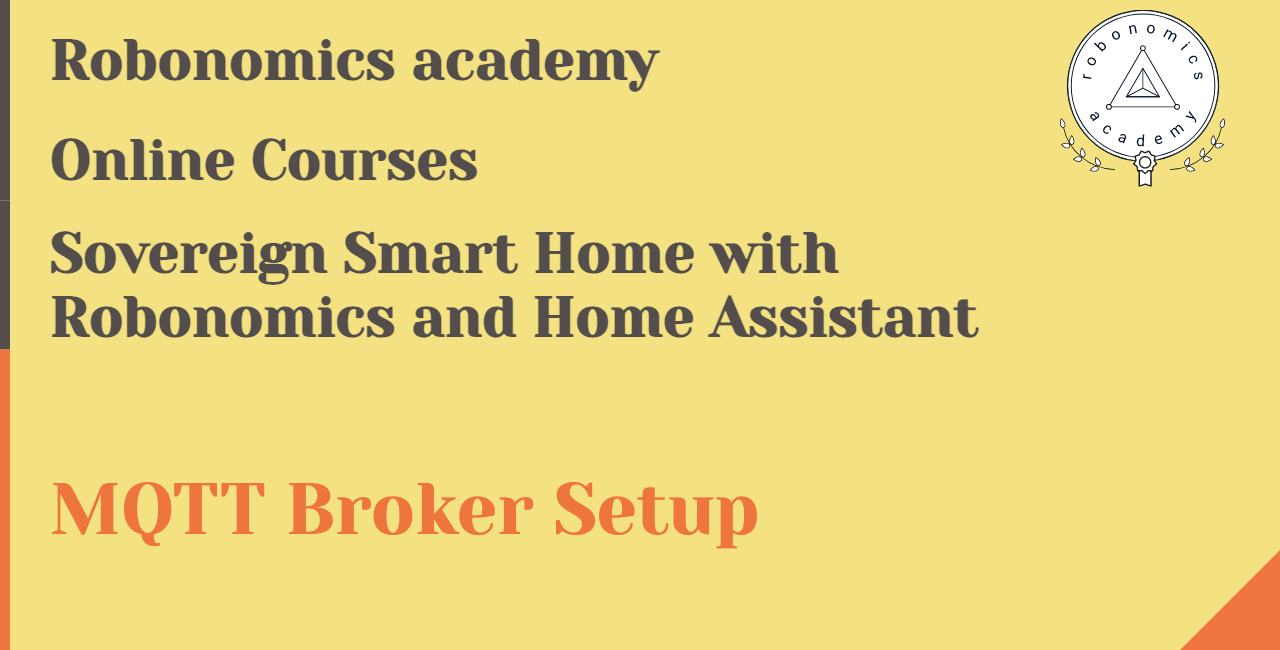 Robonomics academy
robonomics
academy
Online Courses
Sovereign Smart Home with
Robonomics and Home Assistant
MQTT Broker Setup